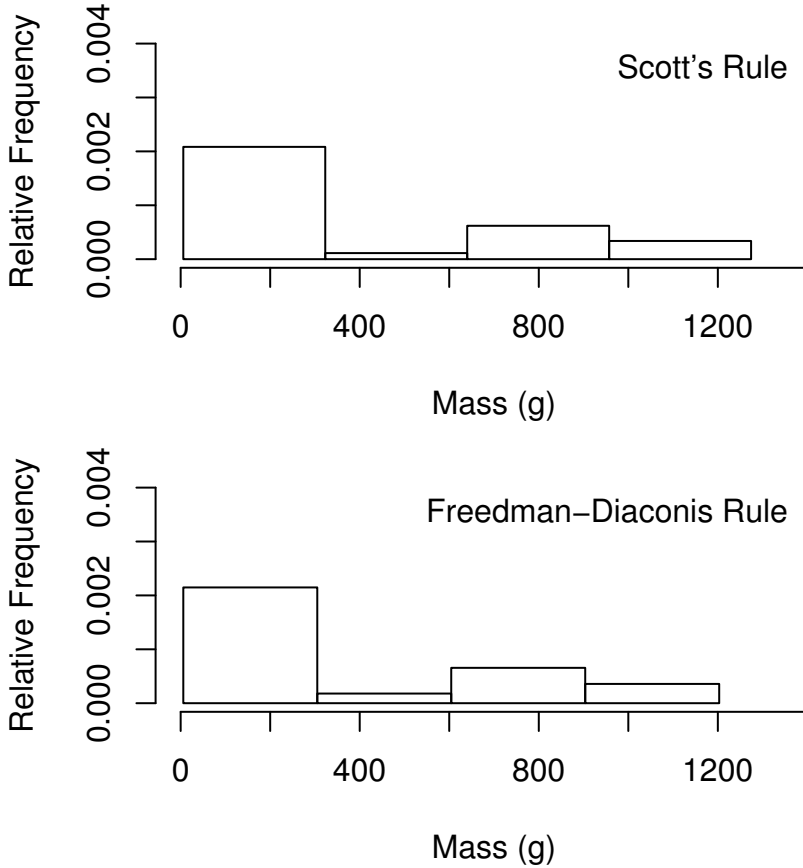 Scott's Rule
Relative Frequency
0.004
0.002
0.000
0 400 800 1200
Mass (g)
Freedman−Diaconis Rule
Relative Frequency
0.004
0.002
0.000
0 400 800 1200
Mass (g)